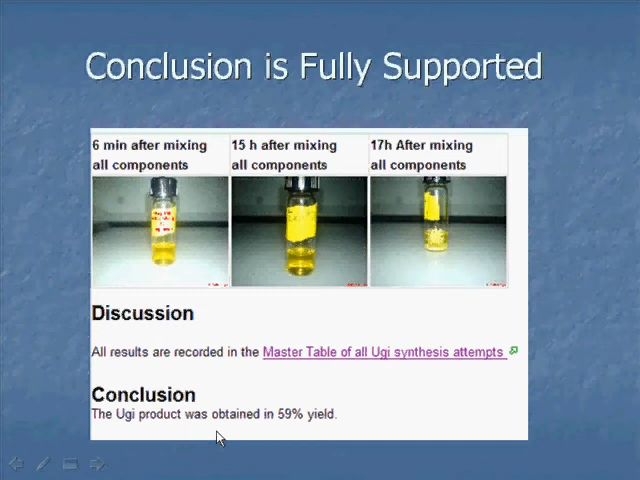 Conclusion is Fully Supported
6 min after mixing all components
15 h after mixing all components
17h After mixing all components
Discussion
All results are recorded in the Master Table of all Ugi synthesis attempts
Conclusion
The Ugi product was obtained in 59% yield.